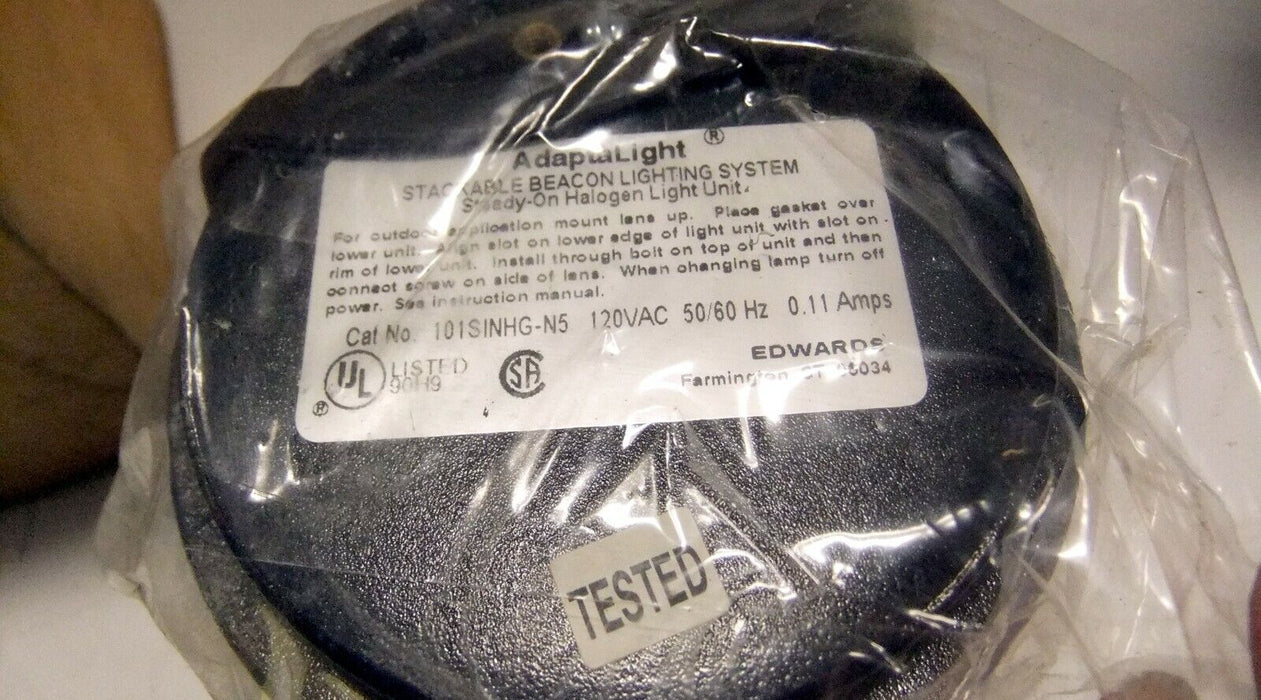 AdaptaLight ®
STACKABLE BEACON LIGHTING SYSTEM
Steady-On Halogen Light Unit
For outdoor application mount lens up. Place gasket over
lower unit. Align slot on lower edge of light unit with slot on
rim of lower unit. Install through bolt on top of unit and then
connect screw on side of lens. When changing lamp turn off
power. See instruction manual.
Cat No. 101SINHG-N5 120VAC 50/60 Hz 0.11 Amps
UL ® LISTED
90H9
SA
EDWARDS
Farmington, CT 06034
TESTED